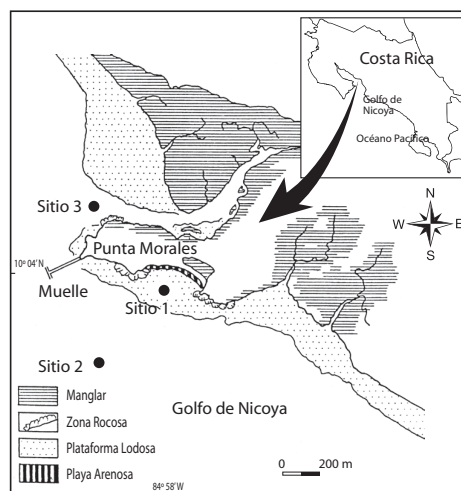 Costa Rica
Golfo de
Nicoya
Océano Pacífico
N
W
E
S
Sitio 3
Punta Morales
10º 04'N
Muelle
Sitio 1
Sitio 2
Golfo de Nicoya
Manglar
Zona Rocosa
Plataforma Lodosa
Playa Arenosa
84º 58'W
0 200 m